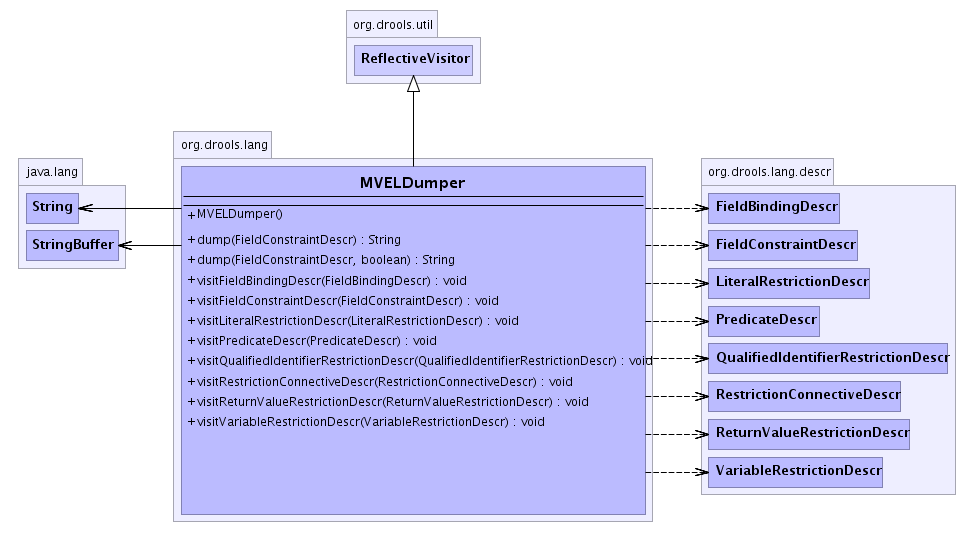 org.drools.util
ReflectiveVisitor
org.drools.lang
MVELDumper
+MVELDumper()
+dump(FieldConstraintDescr) : String
+dump(FieldConstraintDescr, boolean) : String
+visitFieldBindingDescr(FieldBindingDescr) : void
+visitFieldConstraintDescr(FieldConstraintDescr) : void
+visitLiteralRestrictionDescr(LiteralRestrictionDescr) : void
+visitPredicateDescr(PredicateDescr) : void
+visitQualifiedIdentifierRestrictionDescr(QualifiedIdentifierRestrictionDescr) : void
+visitRestrictionConnectiveDescr(RestrictionConnectiveDescr) : void
+visitReturnValueRestrictionDescr(ReturnValueRestrictionDescr) : void
+visitVariableRestrictionDescr(VariableRestrictionDescr) : void
java.lang
String
StringBuffer
org.drools.lang.descr
FieldBindingDescr
FieldConstraintDescr
LiteralRestrictionDescr
PredicateDescr
QualifiedIdentifierRestrictionDescr
RestrictionConnectiveDescr
ReturnValueRestrictionDescr
VariableRestrictionDescr